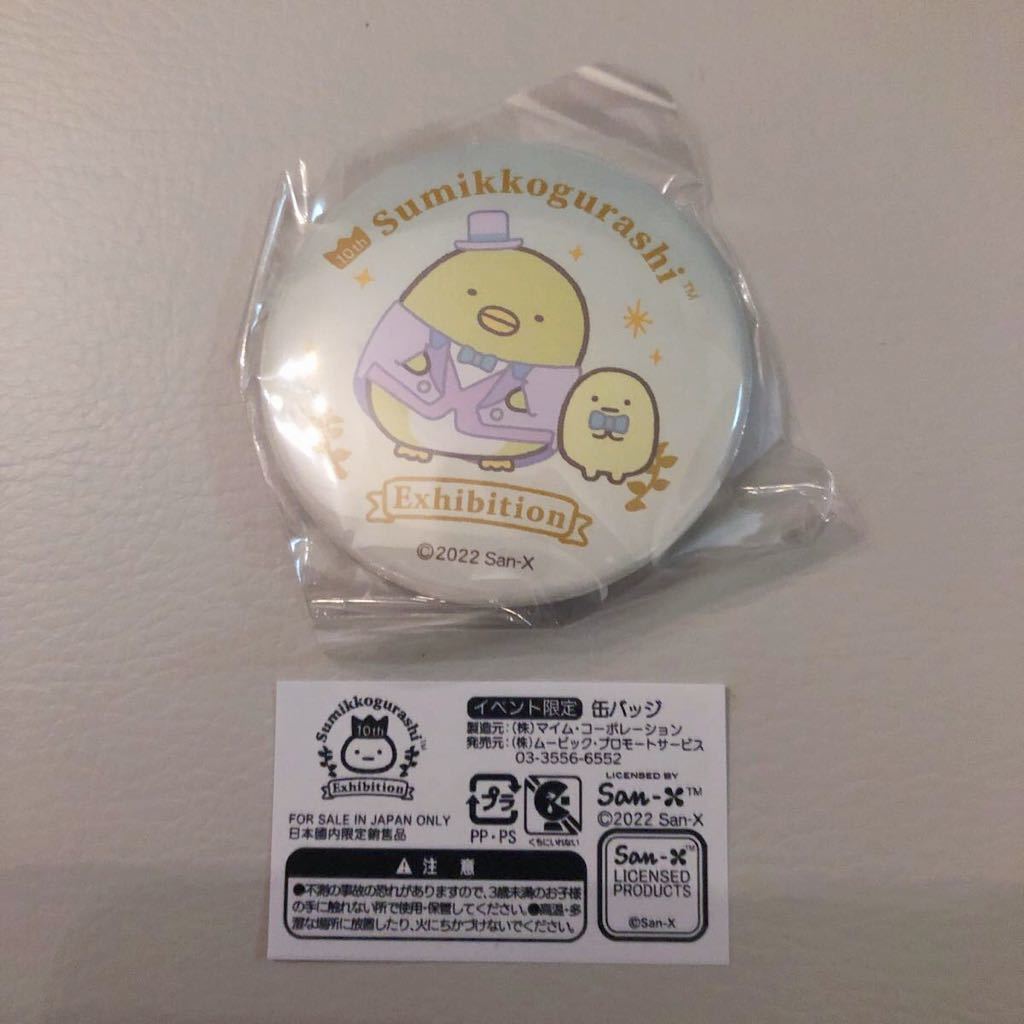 10th Sumikkogurashi™
Exhibition
©2022 San-X
Sumikkogurashi™
10th
Exhibition
イベント限定 缶バッジ
製造元:(株)マイム・コーポレーション
発売元:(株)ムービック・プロモートサービス
03-3556-6552
FOR SALE IN JAPAN ONLY
日本國内限定銷售品
プラ
PP・PS
くちにいれない
LICENSED BY
San-X™
©2022 San-X
San-X™
LICENSED
PRODUCTS
©San-X
注意
●不測の事故の恐れがありますので、3歳未満のお子様
の手に触れない所で使用・保管してください。●高温・多
湿な場所に放置したり、火にちかづけないでください。